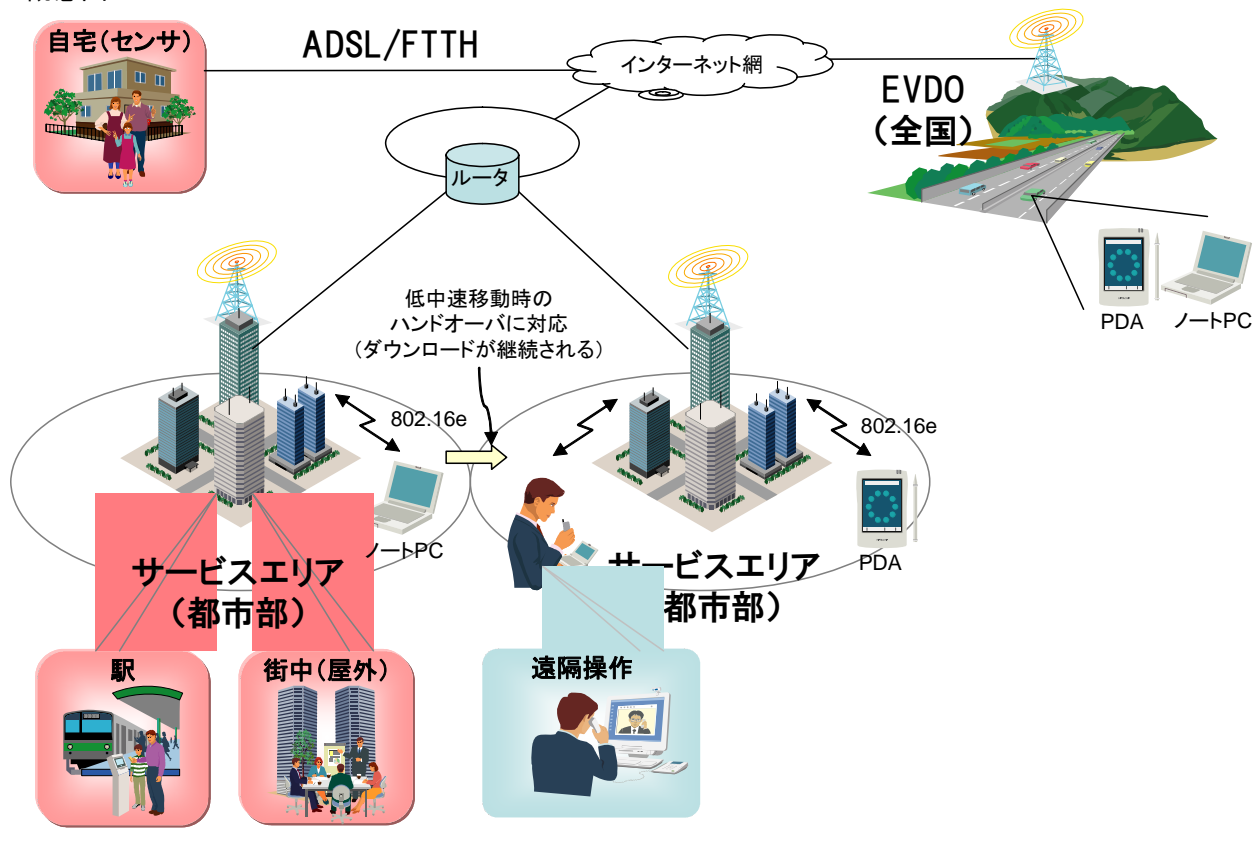 自宅（センサ）
ADSL/FTTH
インターネット網
EVDO
（全国）
ルータ
PDA
ノートPC
低中速移動時の
ハンドオーバに対応
（ダウンロードが継続される）
802.16e
802.16e
ノートPC
PDA
サービスエリア
（都市部）
サービスエリア
都市部）
駅
街中（屋外）
遠隔操作